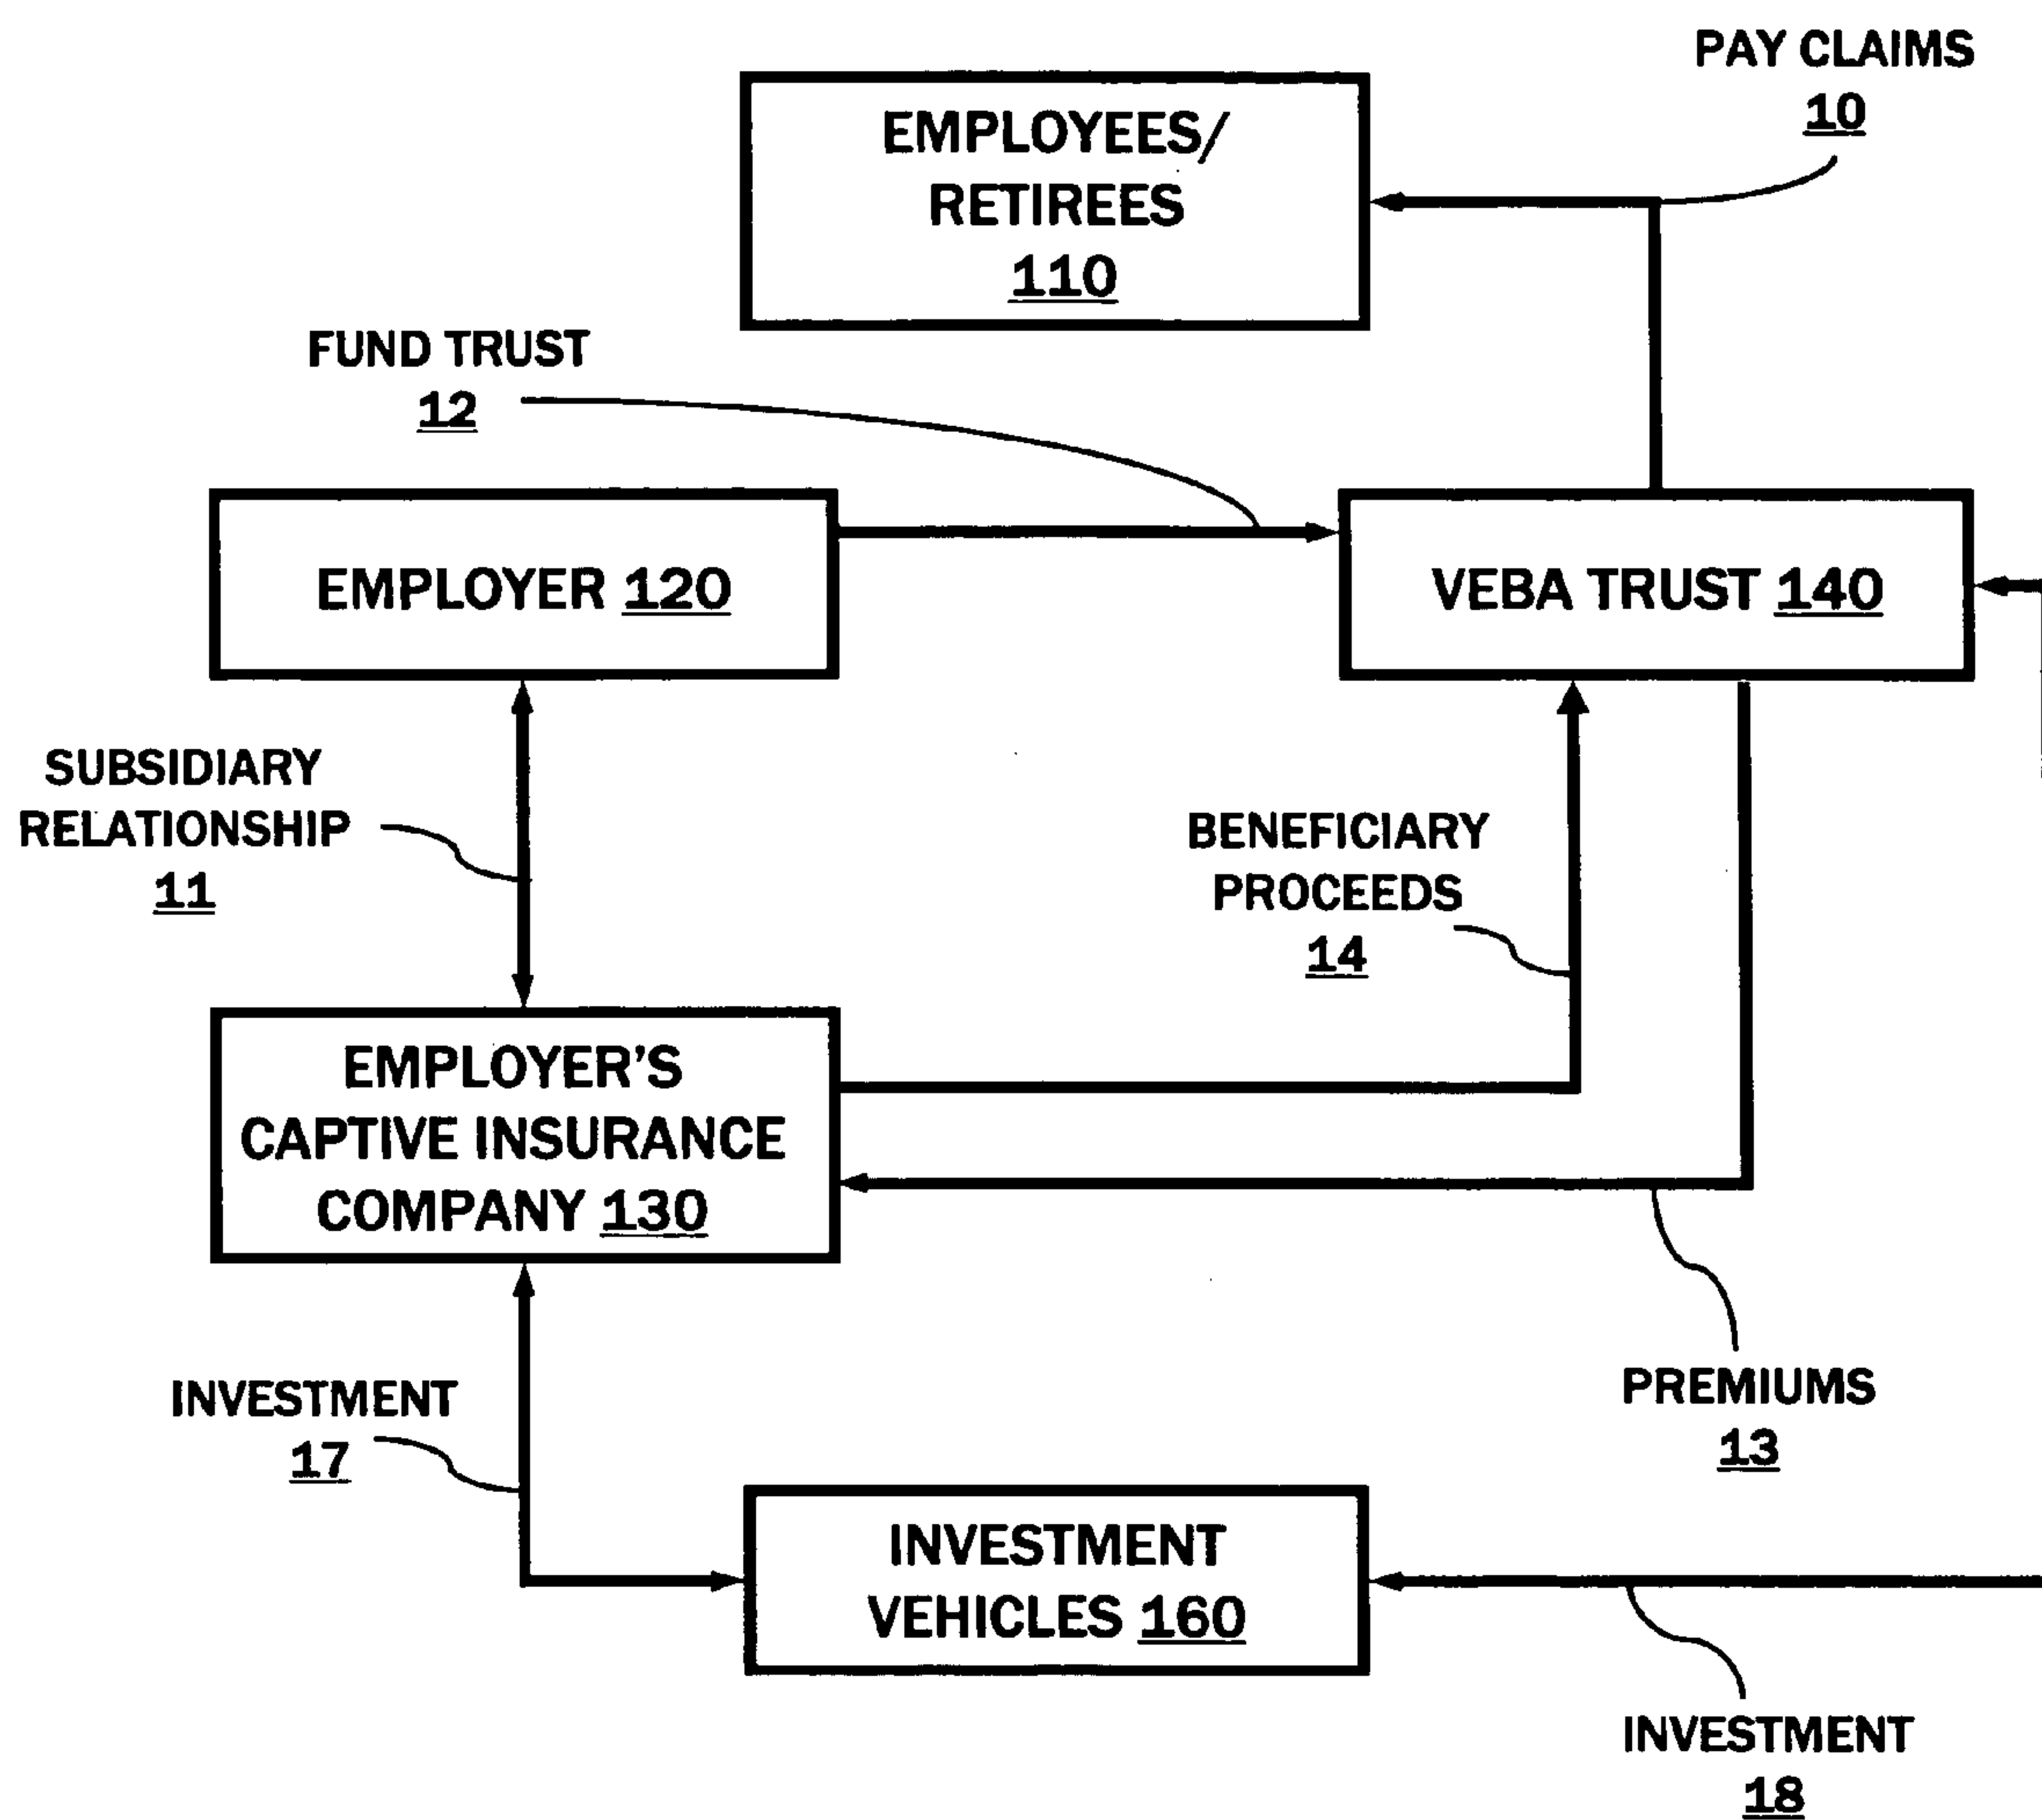 PAY CLAIMS
10
EMPLOYEES/
RETIREES
110
FUND TRUST
12
EMPLOYER 120
VEBA TRUST 140
SUBSIDIARY
RELATIONSHIP
11
BENEFICIARY
PROCEEDS
14
EMPLOYER'S
CAPTIVE INSURANCE
COMPANY 130
PREMIUMS
13
INVESTMENT
17
INVESTMENT
VEHICLES 160
INVESTMENT
18